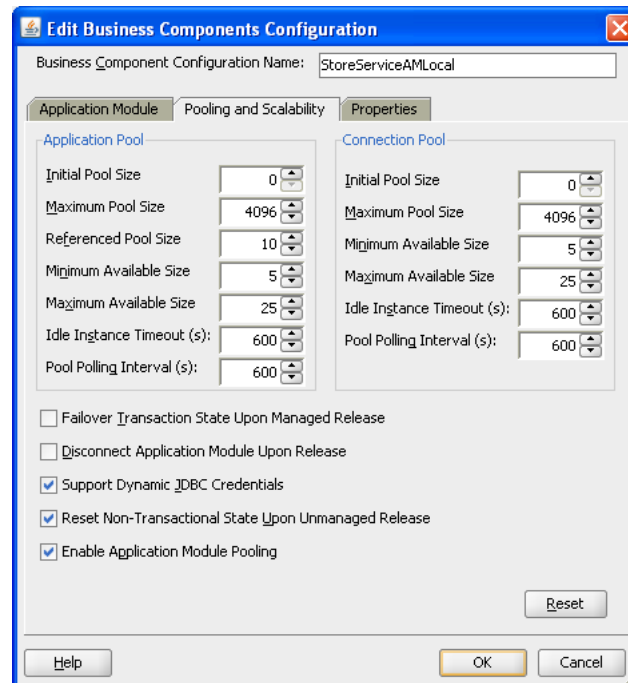 Edit Business Components Configuration
Business Component Configuration Name: StoreServiceAMLocal
Application Module Pooling and Scalability Properties
Application Pool
Initial Pool Size 0
Maximum Pool Size 4096
Referenced Pool Size 10
Minimum Available Size 5
Maximum Available Size 25
Idle Instance Timeout (s): 600
Pool Polling Interval (s): 600
Connection Pool
Initial Pool Size 0
Maximum Pool Size 4096
Minimum Available Size 5
Maximum Available Size 25
Idle Instance Timeout (s): 600
Pool Polling Interval (s): 600
Failover Transaction State Upon Managed Release
Disconnect Application Module Upon Release
Support Dynamic JDBC Credentials
Reset Non-Transactional State Upon Unmanaged Release
Enable Application Module Pooling
Reset
Help OK Cancel